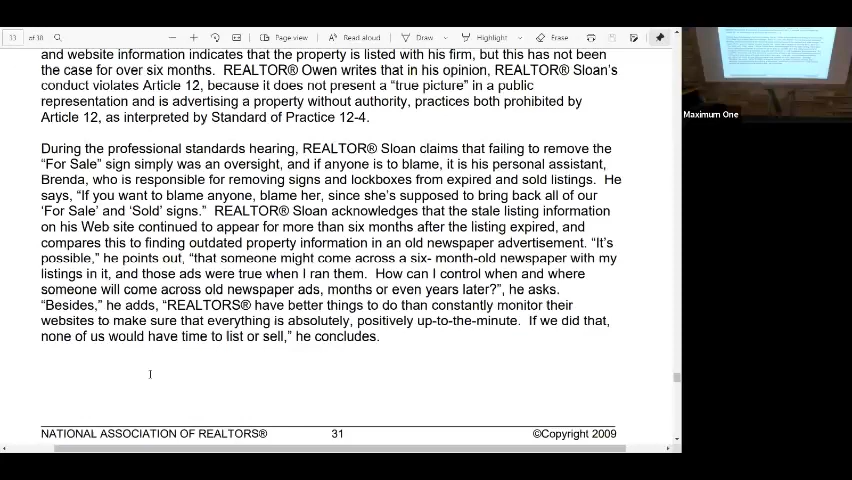 33 of 38
Page view
Read aloud
Draw
Highlight
Erase
and website information indicates that the property is listed with his firm, but this has not been
the case for over six months.  REALTOR® Owen writes that in his opinion, REALTOR® Sloan's
conduct violates Article 12, because it does not present a "true picture" in a public
representation and is advertising a property without authority, practices both prohibited by
Article 12, as interpreted by Standard of Practice 12-4.
Maximum One
During the professional standards hearing, REALTOR® Sloan claims that failing to remove the
"For Sale" sign simply was an oversight, and if anyone is to blame, it is his personal assistant,
Brenda, who is responsible for removing signs and lockboxes from expired and sold listings.  He
says, "If you want to blame anyone, blame her, since she's supposed to bring back all of our
'For Sale' and 'Sold' signs."  REALTOR® Sloan acknowledges that the stale listing information
on his Web site continued to appear for more than six months after the listing expired, and
compares this to finding outdated property information in an old newspaper advertisement. "It's
possible," he points out, "that someone might come across a six- month-old newspaper with my
listings in it, and those ads were true when I ran them.  How can I control when and where
someone will come across old newspaper ads, months or even years later?", he asks.
"Besides," he adds, "REALTORS® have better things to do than constantly monitor their
websites to make sure that everything is absolutely, positively up-to-the-minute.  If we did that,
none of us would have time to list or sell," he concludes.
NATIONAL ASSOCIATION OF REALTORS®
31
©Copyright 2009